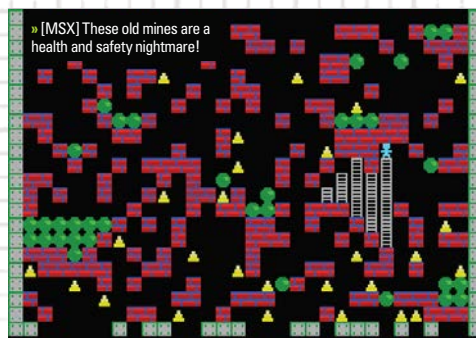 » [MSX] These old mines are a
health and safety nightmare!